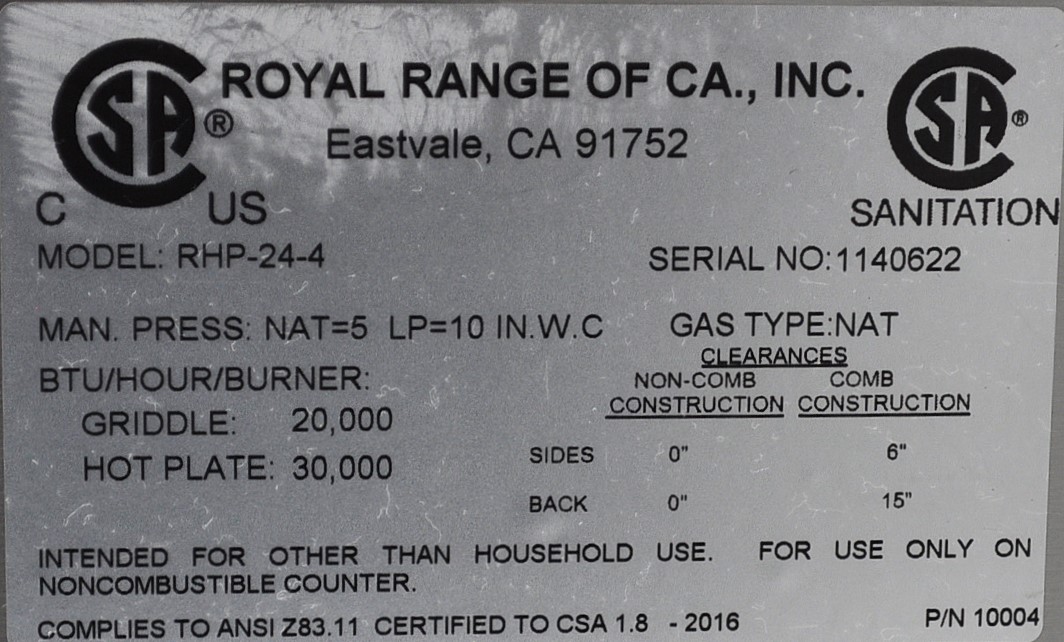 CSA® ROYAL RANGE OF CA., INC. CSA®
Eastvale, CA 91752
C US SANITATION
MODEL: RHP-24-4 SERIAL NO:1140622
MAN. PRESS: NAT=5 LP=10 IN.W.C GAS TYPE:NAT
CLEARANCES
BTU/HOUR/BURNER: NON-COMB COMB
CONSTRUCTION CONSTRUCTION
GRIDDLE: 20,000
SIDES 0" 6"
HOT PLATE: 30,000
BACK 0" 15"
INTENDED FOR OTHER THAN HOUSEHOLD USE. FOR USE ONLY ON
NONCOMBUSTIBLE COUNTER.
COMPLIES TO ANSI Z83.11 CERTIFIED TO CSA 1.8 - 2016 P/N 10004